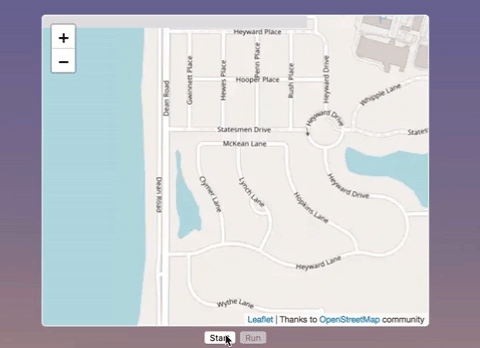 +
−
Heyward Place
Dean Road
Gwinnett Place
Hewes Place
Penn Place
Rush Place
Heyward Drive
Hooper Place
Whipple Lane
Heyward Drive
Statesmen Drive
States
McKean Lane
Dean Road
Clymer Lane
Lynch Lane
Hopkins Lane
Heyward Drive
Heyward Lane
Wythe Lane
Leaflet | Thanks to OpenStreetMap community
Start Run